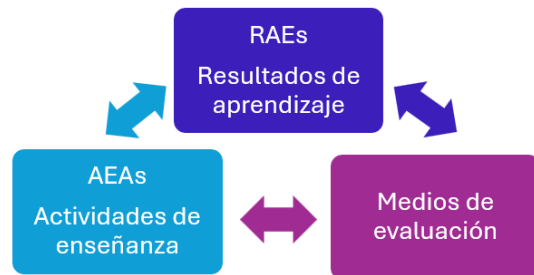 RAEs
Resultados de
aprendizaje
AEAs
Actividades de
enseñanza
Medios de
evaluación